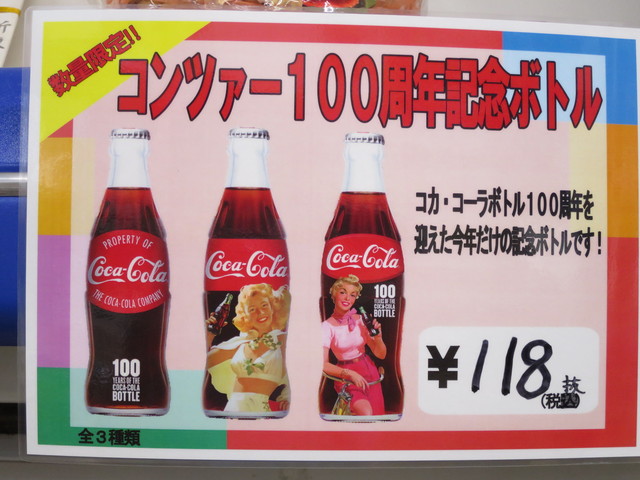 数量限定!!
コンツァー100周年記念ボトル
コカ・コーラボトル100周年を
迎えた今年だけの記念ボトルです!
PROPERTY OF
Coca-Cola
THE COCA-COLA COMPANY
100
YEARS OF THE
COCA-COLA
BOTTLE
Coca-Cola
Coca-Cola
100
YEARS OF THE
COCA-COLA
BOTTLE
¥118抜
(税込)
全3種類